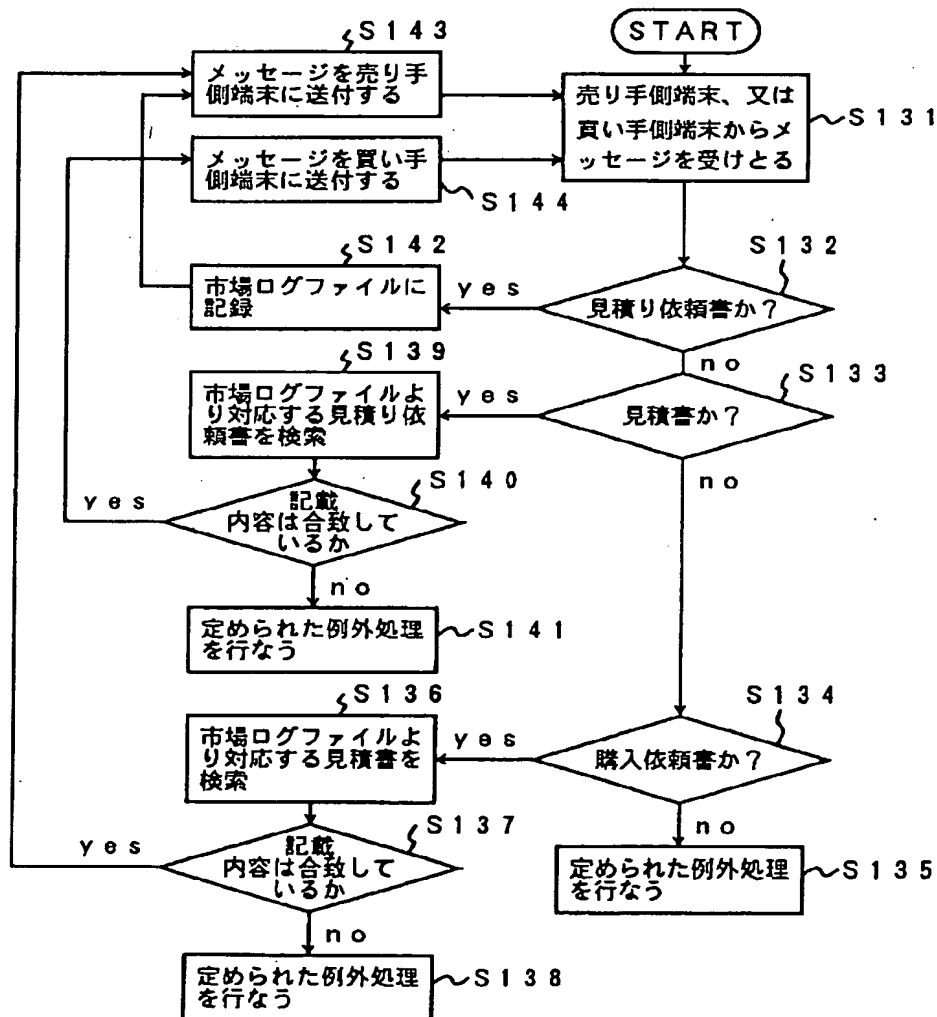 START
S143
メッセージを売り手
側端末に送付する
売り手側端末、又は
買い手側端末からメ
ッセージを受けとる
S131
メッセージを買い手
側端末に送付する
S144
S142
市場ログファイルに
記録
yes
S132
見積り依頼書か?
no
S139
市場ログファイルよ
り対応する見積り依
頼書を検索
yes
S133
見積書か?
no
yes
S140
記載
内容は合致して
いるか
no
定められた例外処理
を行なう
S141
S136
市場ログファイルよ
り対応する見積書を
検索
yes
S134
購入依頼書か?
no
yes
S137
記載
内容は合致して
いるか
no
定められた例外処理
を行なう
S135
定められた例外処理
を行なう
S138